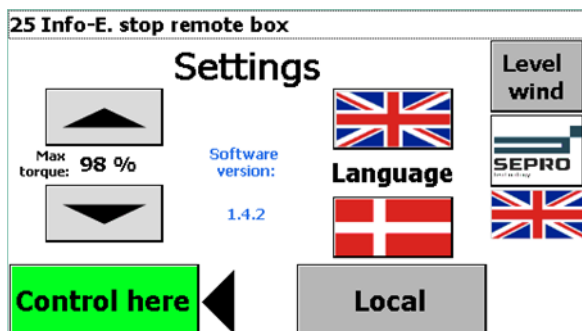 25 Info-E. stop remote box
Settings
Level
wind
Max
torque: 98 %
Software
version:
1.4.2
Language
SEPRO
technology
Control here
Local